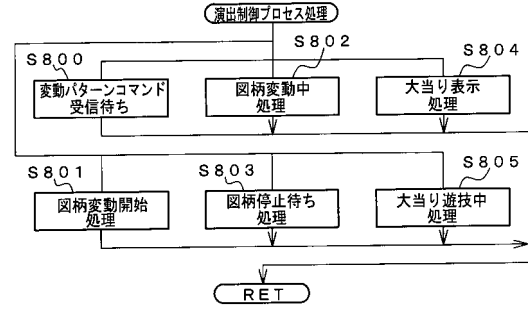 演出制御プロセス処理
S800
S802
S804
変動パターンコマンド
受信待ち
図柄変動中
処理
大当り表示
処理
S801
S803
S805
図柄変動開始
処理
図柄停止待ち
処理
大当り遊技中
処理
RET